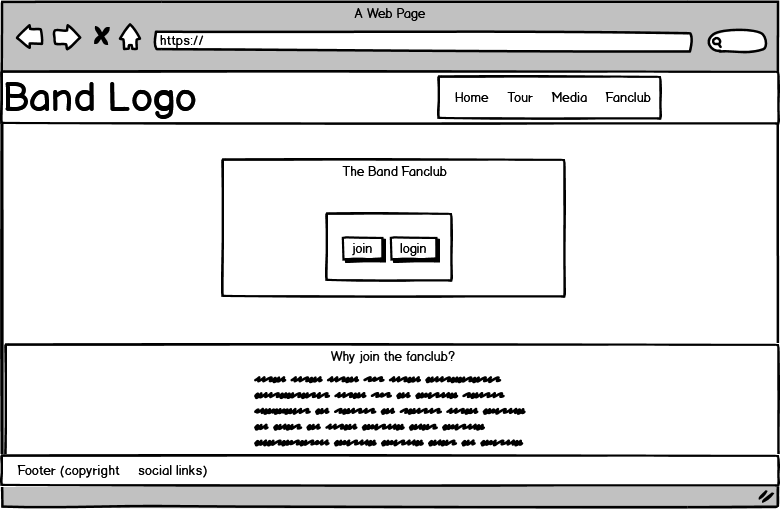 A Web Page
https://
Band Logo
Home Tour Media Fanclub
The Band Fanclub
join login
Why join the fanclub?
Footer (copyright social links)